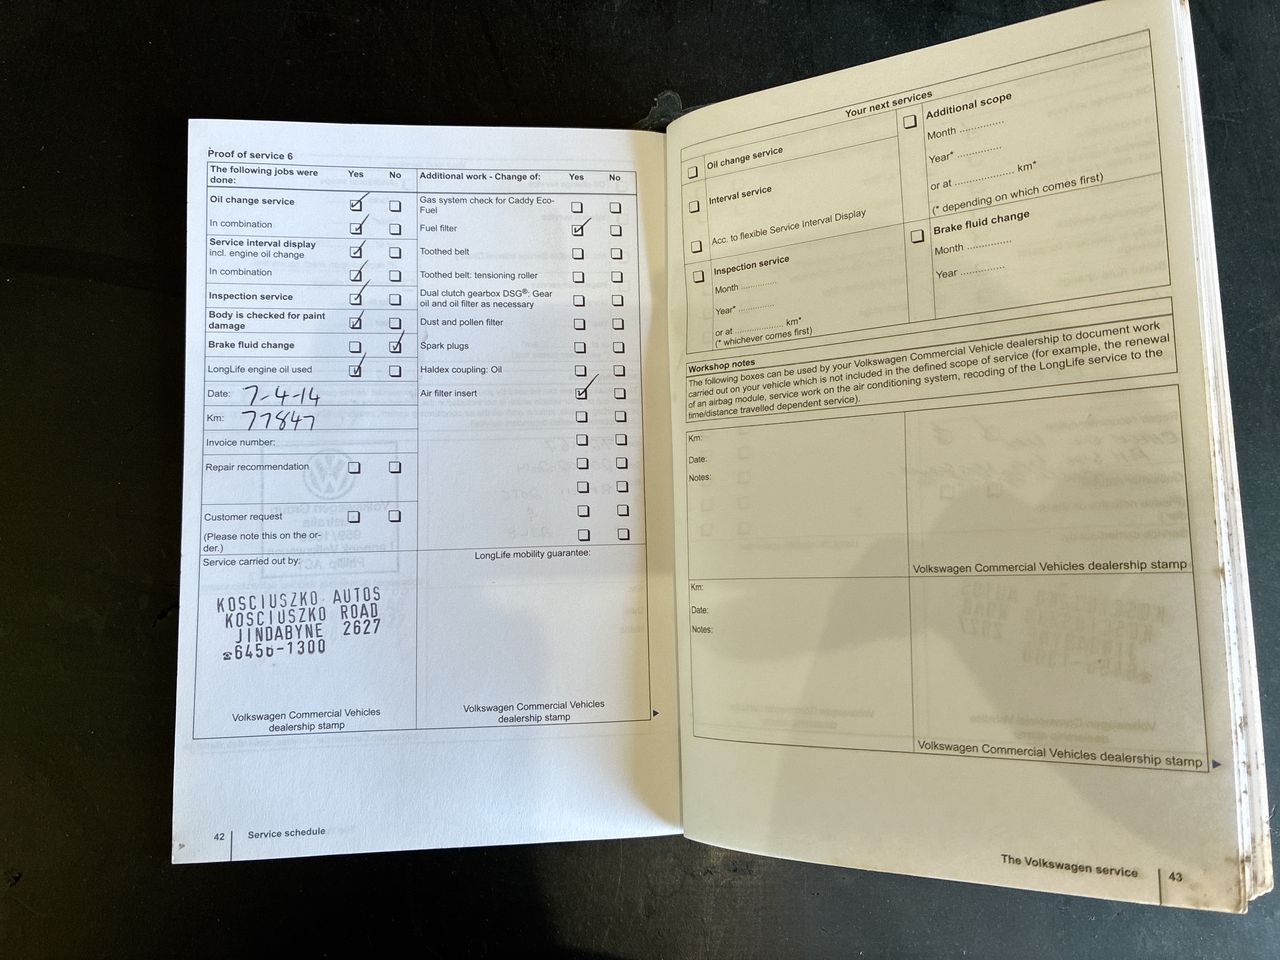 Proof of service 6
The following jobs were done: Yes No
Oil change service
In combination
Service interval display
incl. engine oil change
In combination
Inspection service
Body is checked for paint
damage
Brake fluid change
LongLife engine oil used
Date: 7-4-14
Km: 77847
Invoice number:
Repair recommendation
Customer request
(Please note this on the or-
der.)
Service carried out by:
KOSCIUSZKO AUTOS
KOSCIUSZKO ROAD
JINDABYNE 2627
☎6456-1300
Volkswagen Commercial Vehicles
dealership stamp
Additional work - Change of: Yes No
Gas system check for Caddy Eco-
Fuel
Fuel filter
Toothed belt
Toothed belt: tensioning roller
Dual clutch gearbox DSG®: Gear
oil and oil filter as necessary
Dust and pollen filter
Spark plugs
Haldex coupling: Oil
Air filter insert
LongLife mobility guarantee:
Volkswagen Commercial Vehicles
dealership stamp
42 Service schedule
Your next services
Oil change service
Interval service
Acc. to flexible Service Interval Display
Inspection service
Month ..............
Year* ..............
or at ................... km*
(* whichever comes first)
Additional scope
Month ..............
Year* ..............
or at .................... km*
(* depending on which comes first)
Brake fluid change
Month ..............
Year ..............
Workshop notes
The following boxes can be used by your Volkswagen Commercial Vehicle dealership to document work
carried out on your vehicle which is not included in the defined scope of service (for example, the renewal
of an airbag module, service work on the air conditioning system, recoding of the LongLife service to the
time/distance travelled dependent service).
Km:
Date:
Notes:
Volkswagen Commercial Vehicles dealership stamp
Km:
Date:
Notes:
Volkswagen Commercial Vehicles dealership stamp
The Volkswagen service 43